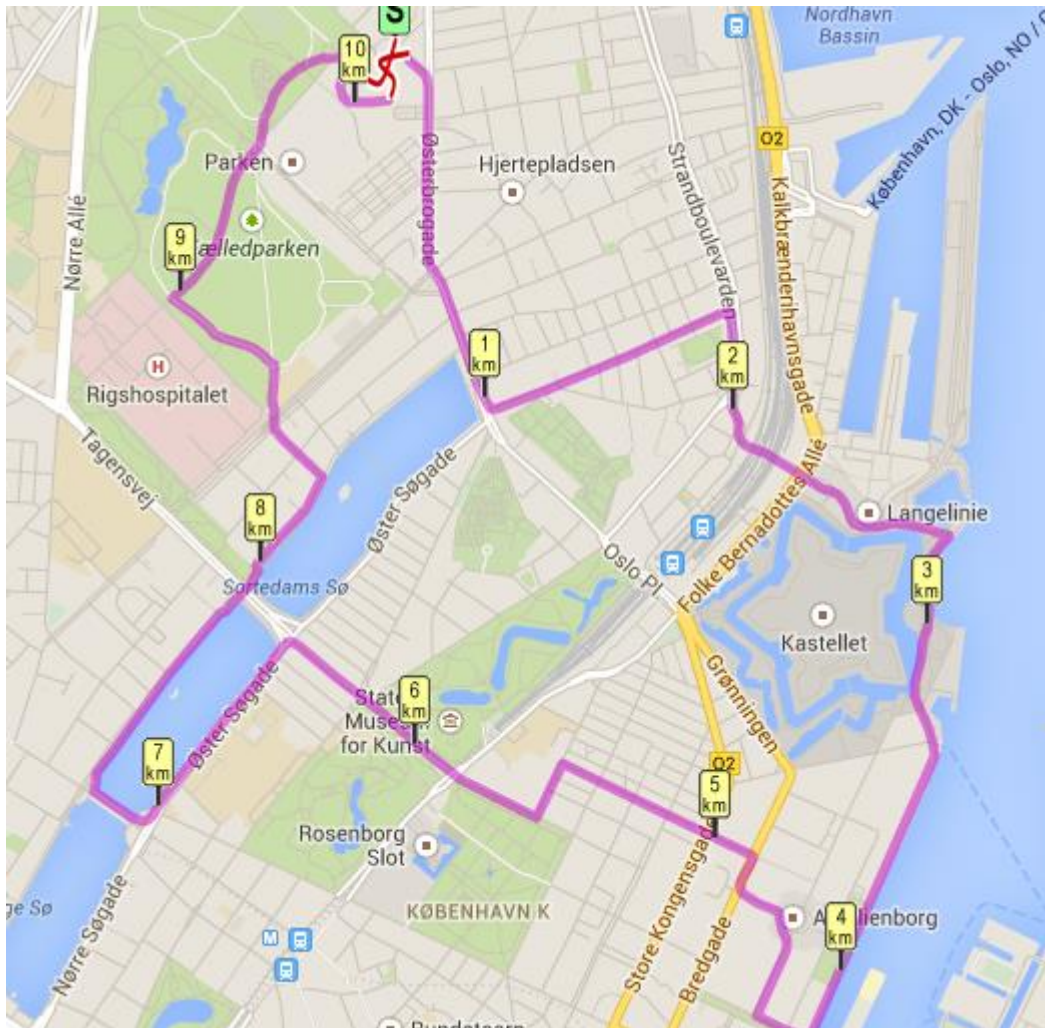 Nordhavn
Bassin
S
10
km
København, DK - Oslo, NO /
O2
Parken
Hjertepladsen
Strandboulevarden
Østerbrogade
Kalkbrænderihavnsgade
Nørre Allé
9
km
ælledparken
1
km
2
km
Rigshospitalet
H
Tagensvej
Øster Søgade
8
km
Langelinie
Folke Bernadottes Allé
Oslo Pl.
3
km
Sortedams Sø
Kastellet
Grønningen
6
km
State
Museu
for Kunst
Øster Søgade
7
km
O2
5
km
Rosenborg
Slot
Store Kongensgade
KØBENHAVN K
ge Sø
A lienborg
4
km
Nørre Søgade
M
Bredgade